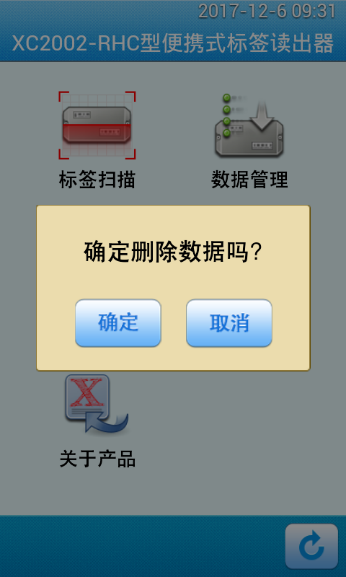 2017-12-6 09:31
XC2002-RHC型便携式标签读出器
标签扫描
数据管理
确定删除数据吗?
确定
取消
X
关于产品